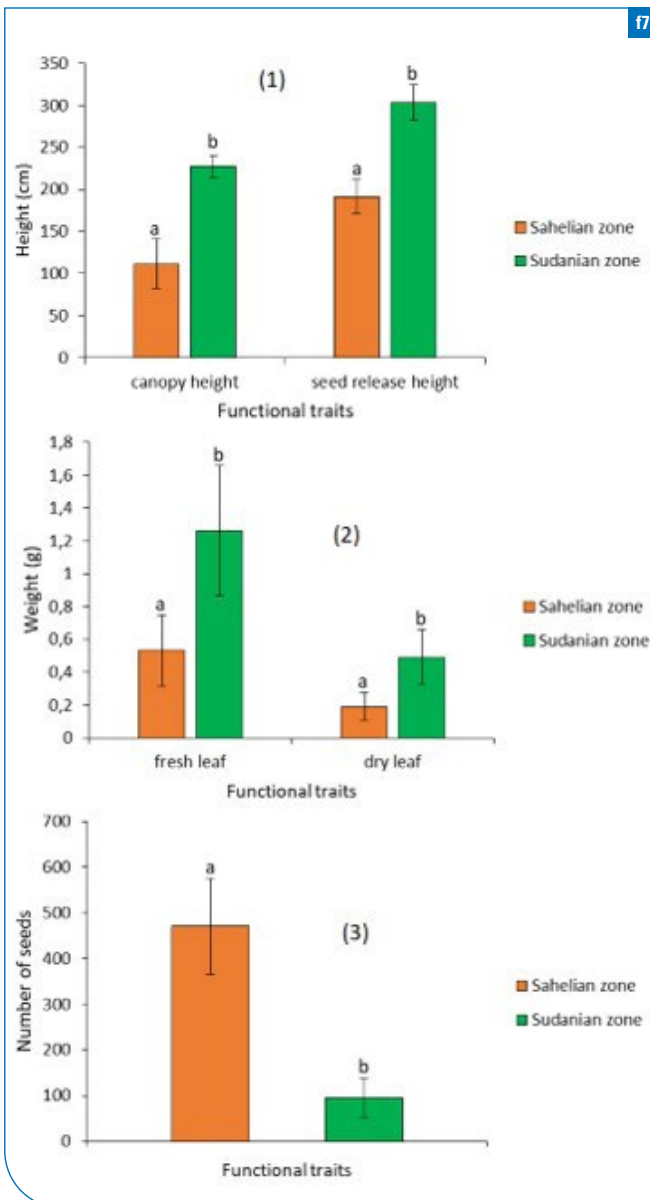 f7
350
300
250
200
150
100
50
0
Height (cm)
(1)
a
b
a
b
canopy height
seed release height
Functional traits
Sahelian zone
Sudanian zone
1,8
1,6
1,4
1,2
1
0,8
0,6
0,4
0,2
0
Weight (g)
(2)
a
b
a
b
fresh leaf
dry leaf
Functional traits
Sahelian zone
Sudanian zone
700
600
500
400
300
200
100
0
Number of seeds
(3)
a
b
Functional traits
Sahelian zone
Sudanian zone